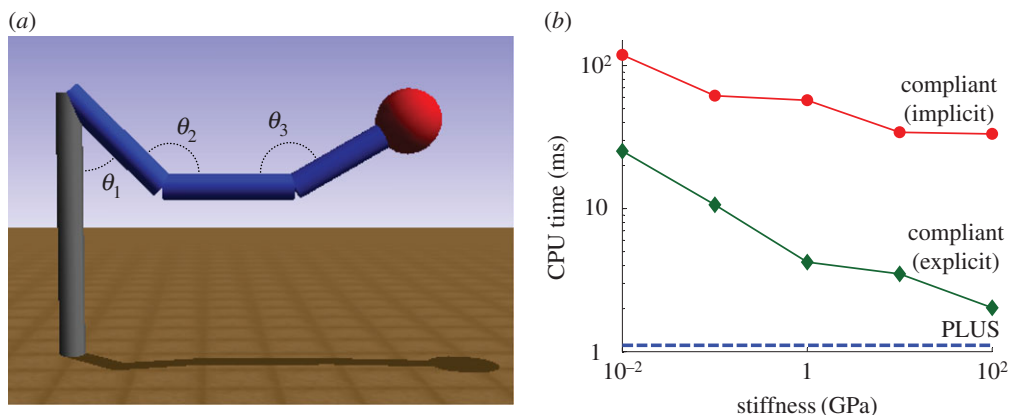 (a)
θ1
θ2
θ3
(b)
CPU time (ms)
10²
10
1
compliant
(implicit)
compliant
(explicit)
PLUS
10⁻²
1
10²
stiffness (GPa)